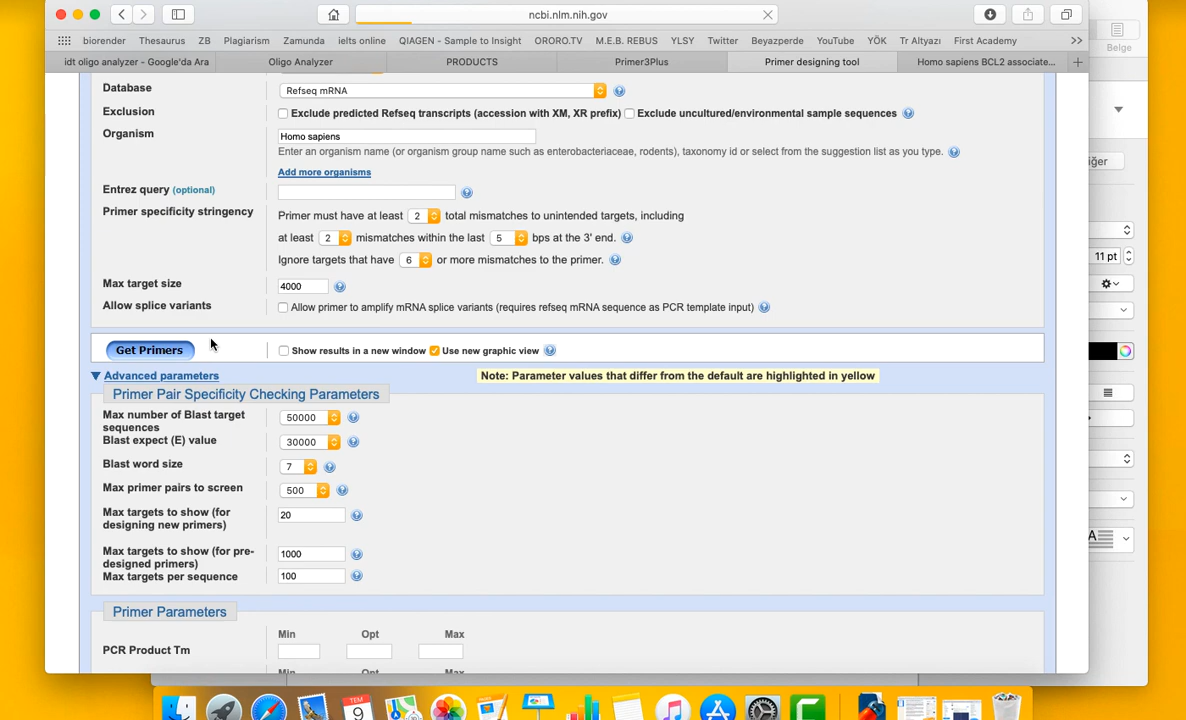 ncbi.nlm.nih.gov
biorender Thesaurus ZB Plagiarism Zamunda ielts online QIAGEN - Sample to Insight ORORO.TV M.E.B. REBUS YLSY Twitter Beyazperde YouTube YÖK Tr Altyazı First Academy >>
idt oligo analyzer - Google'da Ara Oligo Analyzer PRODUCTS Primer3Plus Primer designing tool Homo sapiens BCL2 associate... +
Belge
Database Refseq mRNA
Exclusion Exclude predicted Refseq transcripts (accession with XM, XR prefix) Exclude uncultured/environmental sample sequences
Organism Homo sapiens
Enter an organism name (or organism group name such as enterobacteriaceae, rodents), taxonomy id or select from the suggestion list as you type.
ğer
Add more organisms
Entrez query (optional)
Primer specificity stringency Primer must have at least 2 total mismatches to unintended targets, including
at least 2 mismatches within the last 5 bps at the 3' end.
11 pt
Ignore targets that have 6 or more mismatches to the primer.
Max target size 4000
Allow splice variants Allow primer to amplify mRNA splice variants (requires refseq mRNA sequence as PCR template input)
Get Primers Show results in a new window Use new graphic view
Advanced parameters Note: Parameter values that differ from the default are highlighted in yellow
Primer Pair Specificity Checking Parameters
Max number of Blast target 50000
sequences
Blast expect (E) value 30000
Blast word size 7
Max primer pairs to screen 500
Max targets to show (for 20
designing new primers)
Max targets to show (for pre- 1000
designed primers)
Max targets per sequence 100
Primer Parameters
Min Opt Max
PCR Product Tm
TEM
9